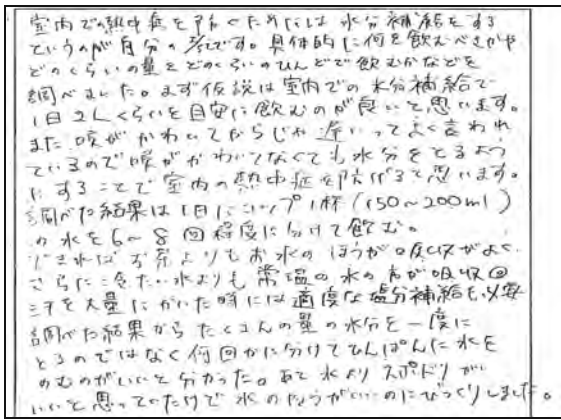 室内での熱中症を防ぐためには水分補給をする
というのが自分の です。具体的に何を飲むべきかや
どのくらいの量をどのくらいのひんどで飲むかなどを
調べました。まず仮説は室内での水分補給で
1日2Lくらいを目安に飲むのが良いと思います。
また喉がかわいてからじゃ遅いってよく言われ
ているので喉がかわいてなくても水分をとるよう
にすることで室内の熱中症を防げると思います。
調べた結果は1日にコップ1杯(150~200ml)
の水を6~8回程度に分けて飲む。
できればお茶よりもお水のほうが吸収がよく、
さらに冷たい水よりも常温の水の方が吸収回
汗を大量にかいた時には適度な塩分補給も必要
調べた結果からたくさんの量の水分を一度に
とるのではなく何回かに分けてひんぱんに水を
のむのがいいと分かった。あと水よりスポドリがい
いいと思っていたけど水のほうがいいのにびっくりしました。